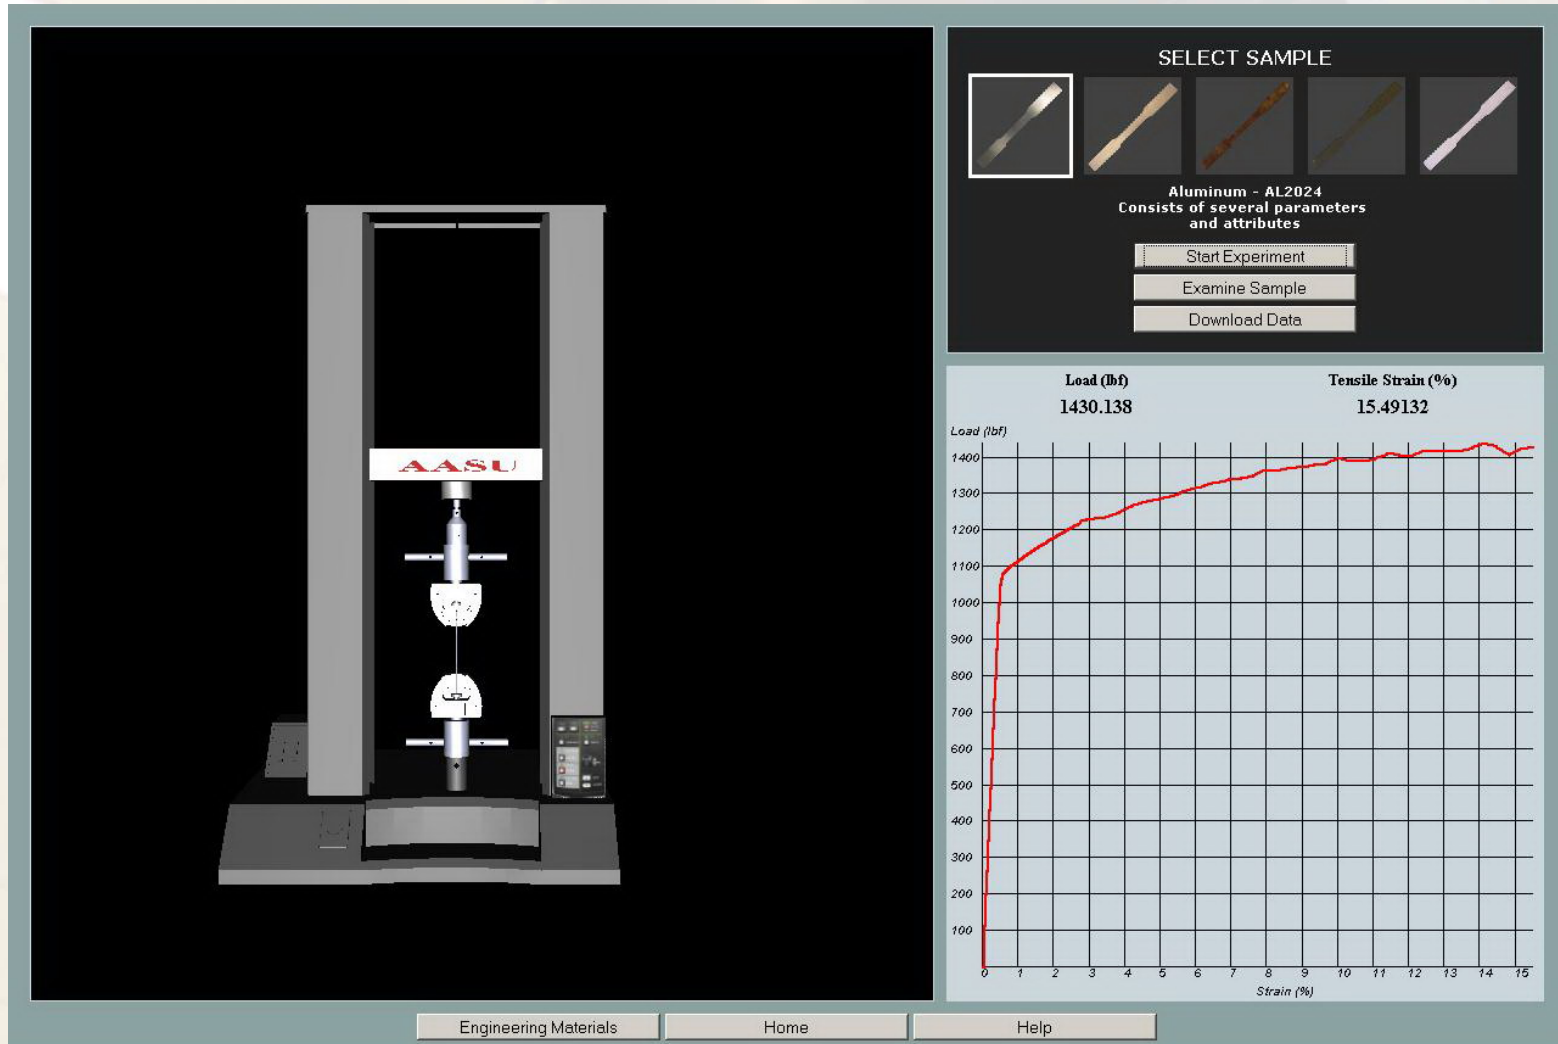 AASU
SELECT SAMPLE
Aluminum - AL2024
Consists of several parameters
and attributes
Start Experiment
Examine Sample
Download Data
Load (lbf)
Tensile Strain (%)
1430.138
15.49132
Load (lbf)
1400
1300
1200
1100
1000
900
800
700
600
500
400
300
200
100
0 1 2 3 4 5 6 7 8 9 10 11 12 13 14 15
Strain (%)
Engineering Materials
Home
Help